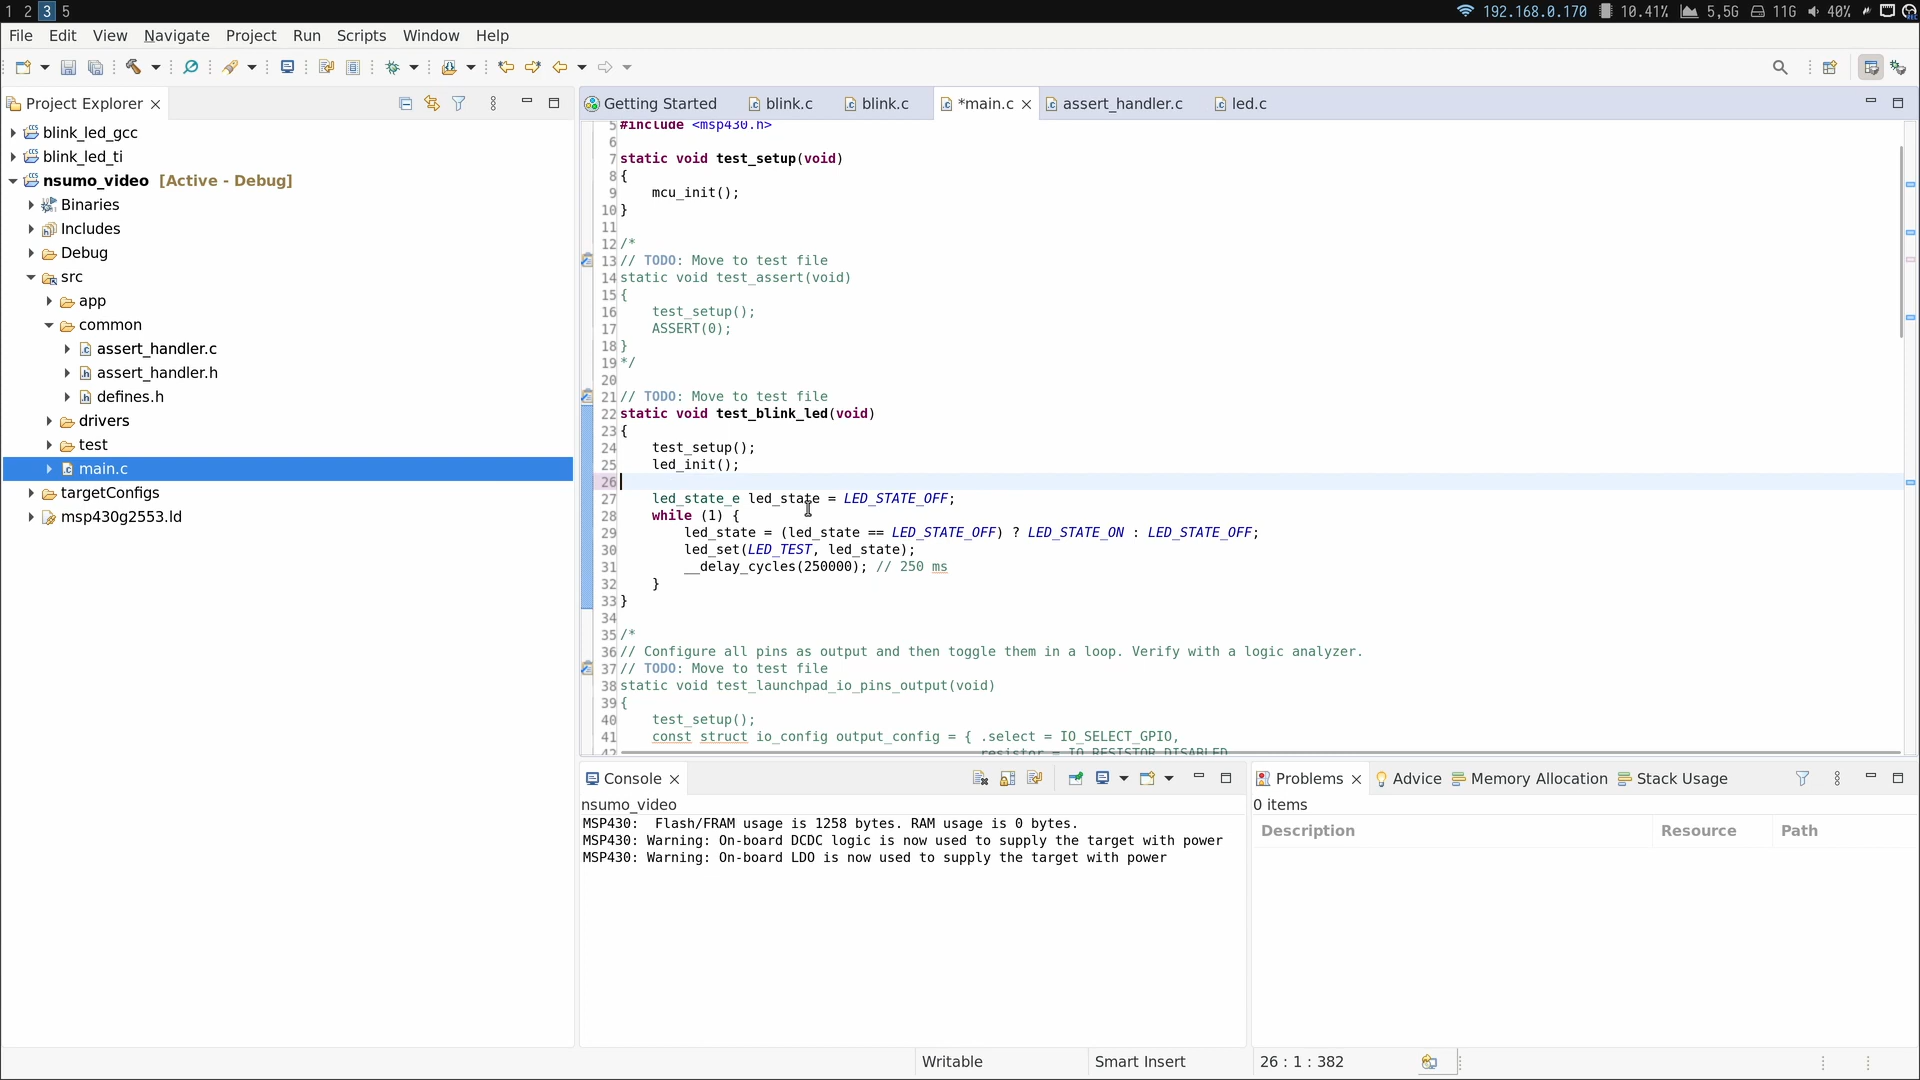 1 2 3 5
192.168.0.170 10.41% 5,5G 11G 40%
File Edit View Navigate Project Run Scripts Window Help
Project Explorer
Getting Started blink.c blink.c *main.c assert_handler.c led.c
blink_led_gcc
blink_led_ti
nsumo_video [Active - Debug]
Binaries
Includes
Debug
src
app
common
assert_handler.c
assert_handler.h
defines.h
drivers
test
main.c
targetConfigs
msp430g2553.ld
5 #include <msp430.h>
6
7 static void test_setup(void)
8 {
9 mcu_init();
10 }
11
12 /*
13 // TODO: Move to test file
14 static void test_assert(void)
15 {
16 test_setup();
17 ASSERT(0);
18 }
19 */
20
21 // TODO: Move to test file
22 static void test_blink_led(void)
23 {
24 test_setup();
25 led_init();
26
27 led_state_e led_state = LED_STATE_OFF;
28 while (1) {
29 led_state = (led_state == LED_STATE_OFF) ? LED_STATE_ON : LED_STATE_OFF;
30 led_set(LED_TEST, led_state);
31 __delay_cycles(250000); // 250 ms
32 }
33 }
34
35 /*
36 // Configure all pins as output and then toggle them in a loop. Verify with a logic analyzer.
37 // TODO: Move to test file
38 static void test_launchpad_io_pins_output(void)
39 {
40 test_setup();
41 const struct io_config output_config = { .select = IO_SELECT_GPIO,
42 .resistor = IO_RESISTOR_DISABLED,
Console
nsumo_video
MSP430: Flash/FRAM usage is 1258 bytes. RAM usage is 0 bytes.
MSP430: Warning: On-board DCDC logic is now used to supply the target with power
MSP430: Warning: On-board LDO is now used to supply the target with power
Problems Advice Memory Allocation Stack Usage
0 items
Description Resource Path
Writable Smart Insert 26 : 1 : 382